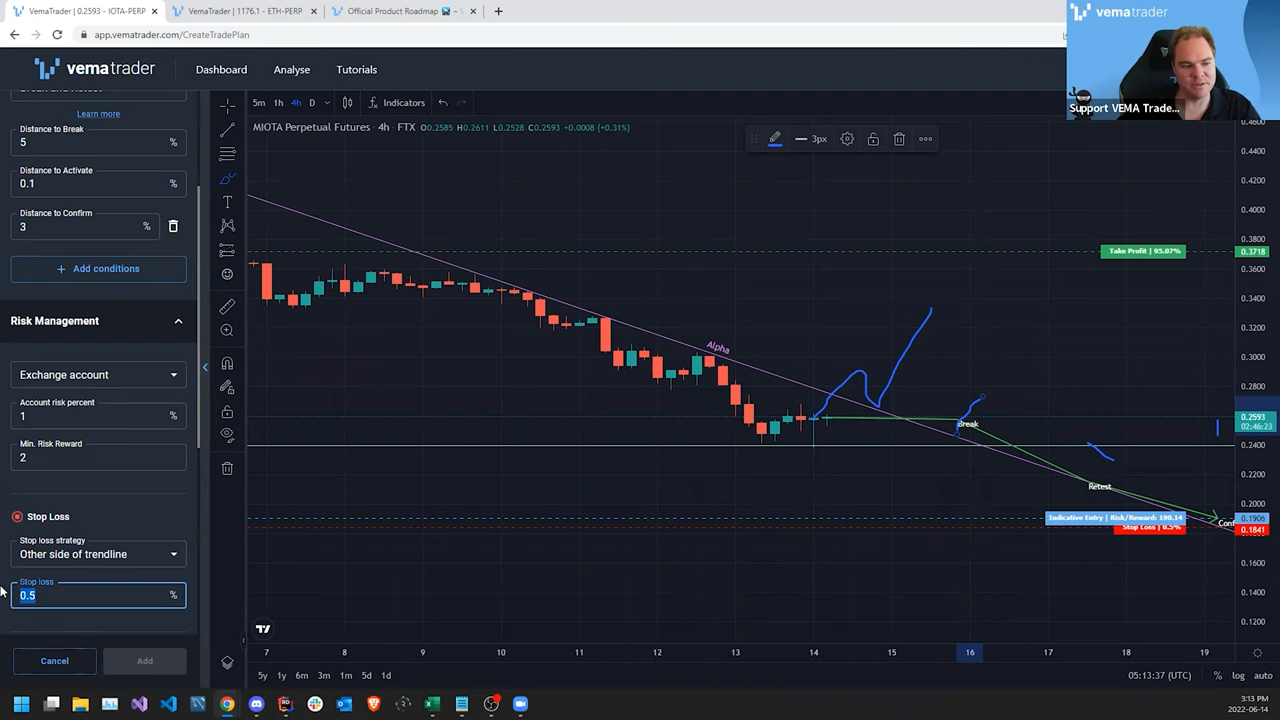 VemaTrader | 0.2593 - IOTA-PERP
VemaTrader | 1176.1 - ETH-PERP
Official Product Roadmap
app.vematrader.com/CreateTradePlan
vematrader
Dashboard
Analyse
Tutorials
vematrader
Support VEMA Trade...
Learn more
Distance to Break
5 %
Distance to Activate
0.1 %
Distance to Confirm
3 %
+ Add conditions
Risk Management
Exchange account
Account risk percent
1 %
Min. Risk Reward
2
Stop Loss
Stop loss strategy
Other side of trendline
Stop loss
0.5 %
Cancel
Add
5m 1h 4h D
Indicators
MIOTA Perpetual Futures · 4h · FTX O0.2585 H0.2611 L0.2528 C0.2593 +0.0008 (+0.31%)
3px
Alpha
Break
Retest
Take Profit | 95.07%
Indicative Entry | Risk/Reward: 190.14
Stop Loss | 0.5%
0.4600
0.4400
0.4200
0.4000
0.3718
0.3600
0.3400
0.3200
0.3000
0.2800
0.2593
02:46:23
0.2400
0.2200
0.2000
0.1906
0.1841
0.1600
0.1400
0.1200
7 8 9 10 11 12 13 14 15 16 17 18 19
5y 1y 6m 3m 1m 5d 1d
05:13:37 (UTC)
% log auto
3:13 PM
2022-06-14